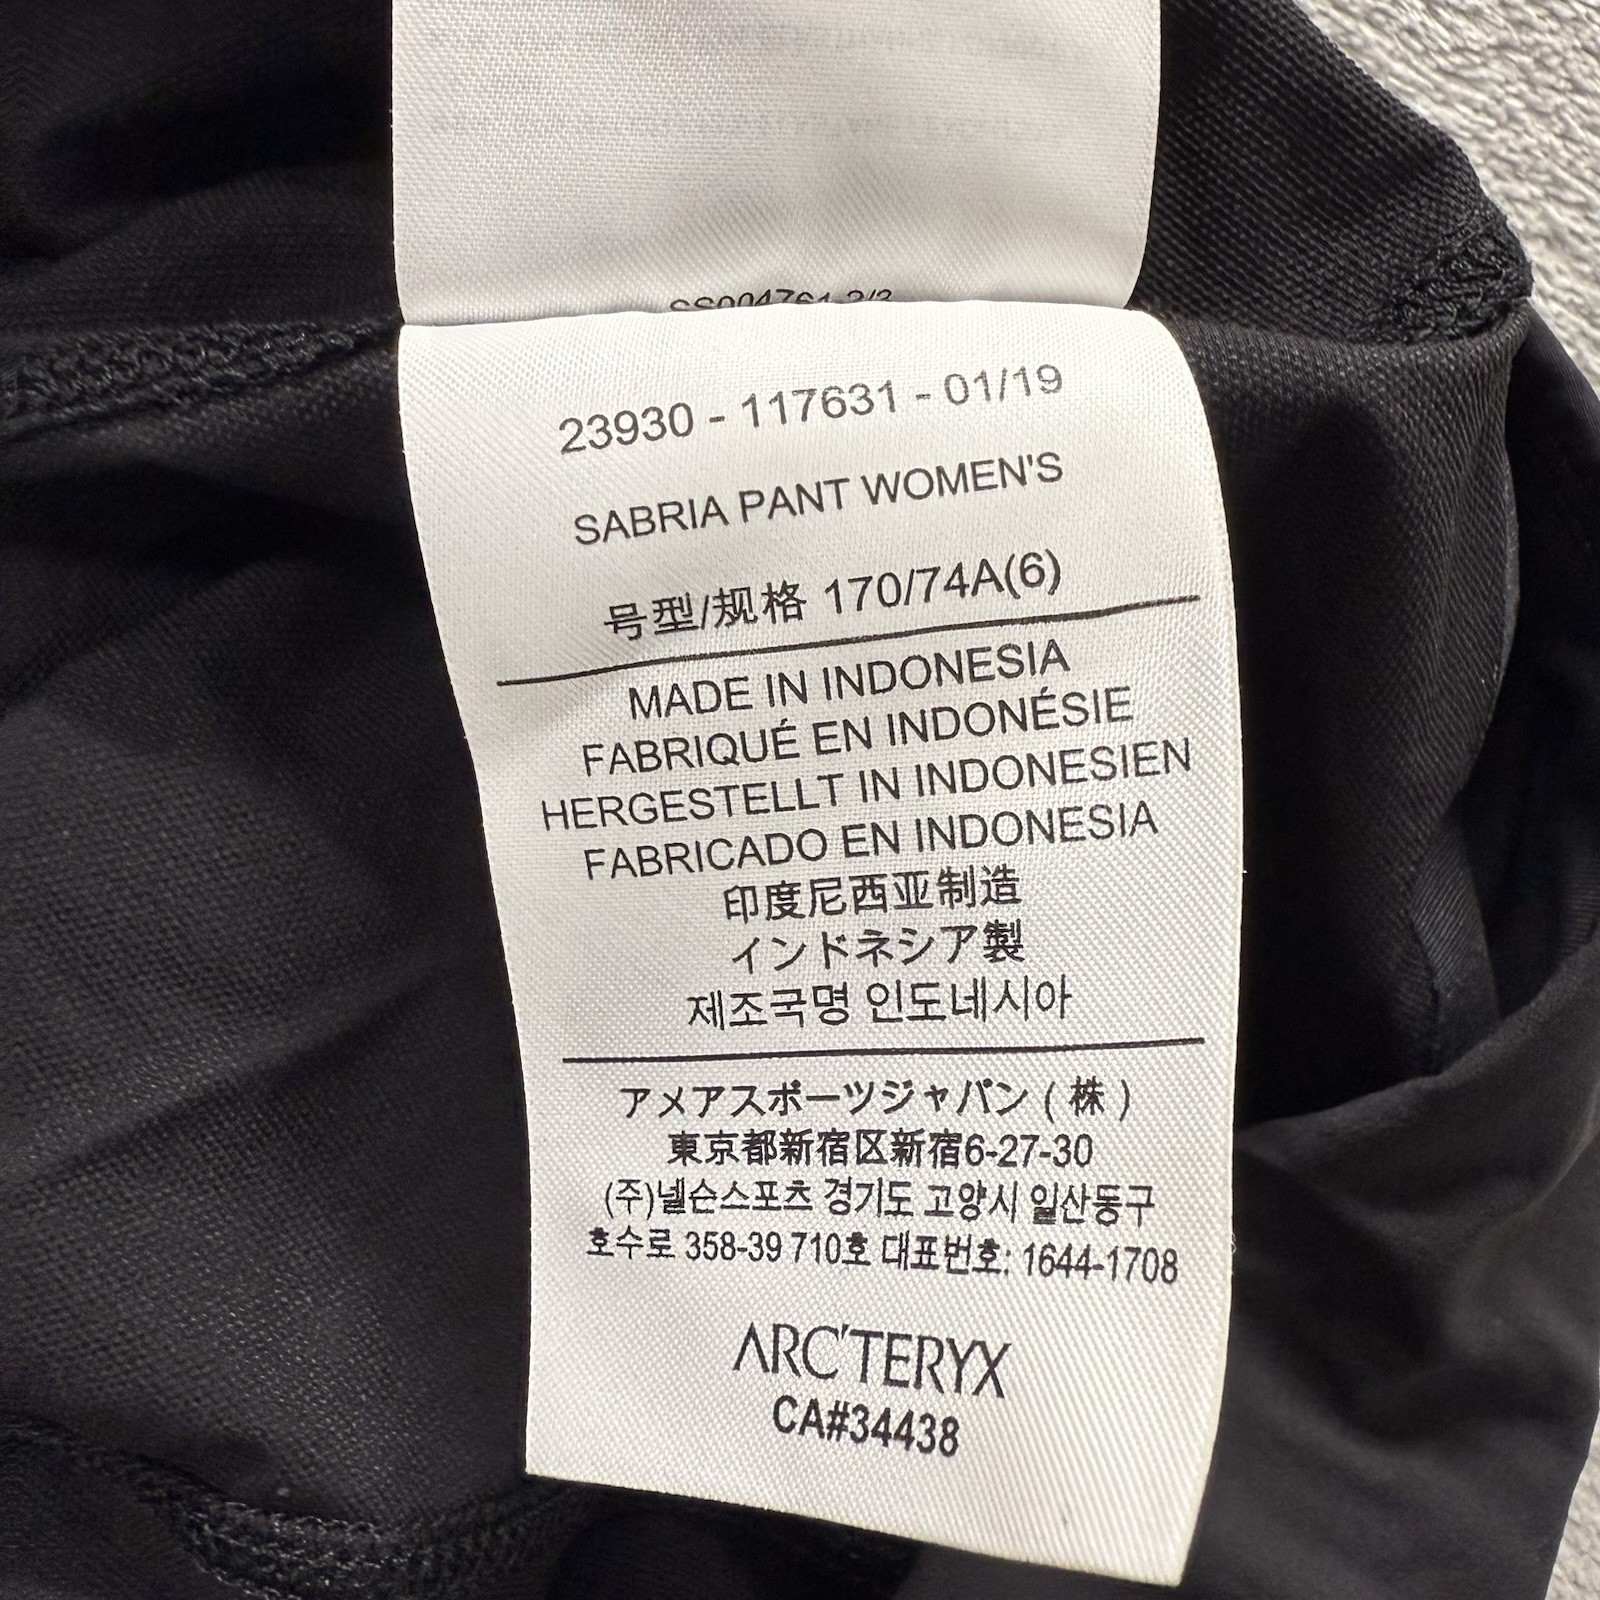 SS004761 2/3
23930 - 117631 - 01/19
SABRIA PANT WOMEN'S
号型/规格 170/74A(6)
MADE IN INDONESIA
FABRIQUÉ EN INDONÉSIE
HERGESTELLT IN INDONESIEN
FABRICADO EN INDONESIA
印度尼西亚制造
インドネシア製
제조국명 인도네시아
アメアスポーツジャパン ( 株 )
東京都新宿区新宿6-27-30
(주)넬슨스포츠 경기도 고양시 일산동구
호수로 358-39 710호 대표번호: 1644-1708
ARC'TERYX
CA#34438